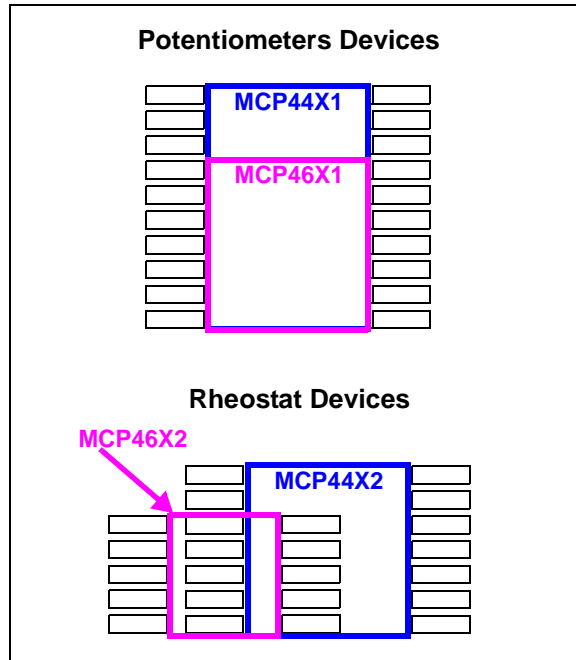 Potentiometers Devices
MCP44X1
MCP46X1
Rheostat Devices
MCP46X2
MCP44X2